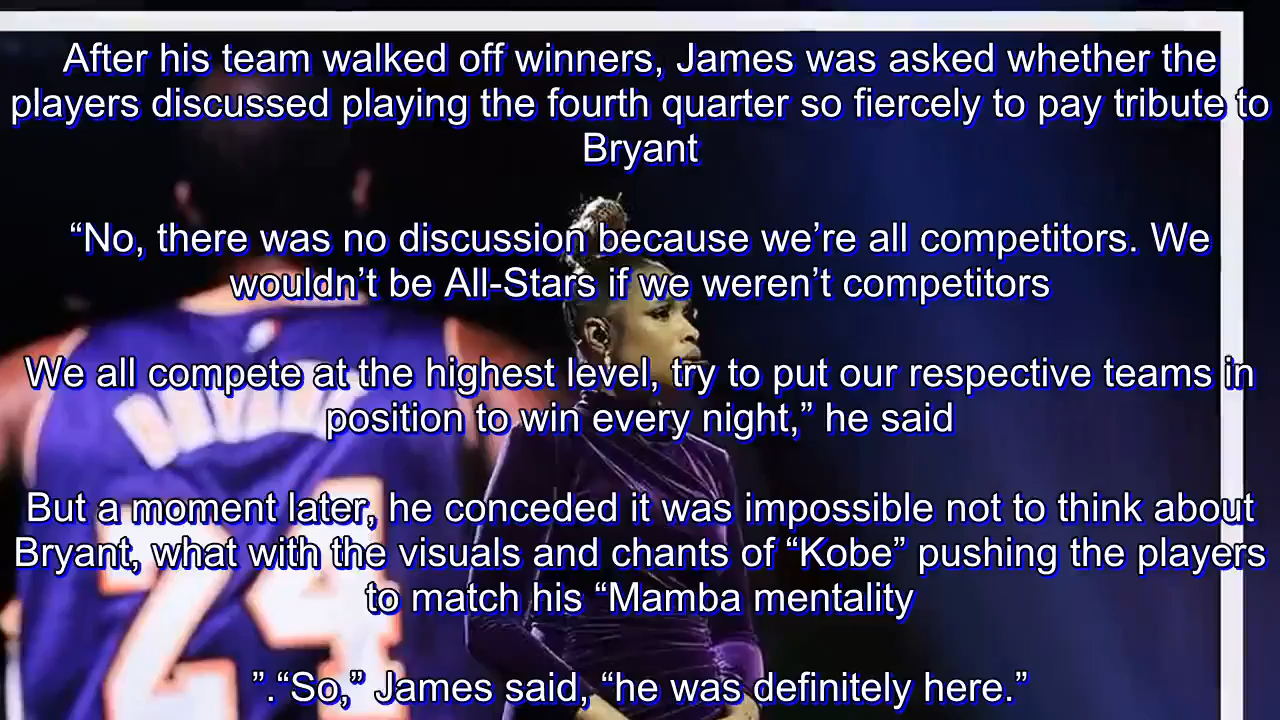 After his team walked off winners, James was asked whether the
players discussed playing the fourth quarter so fiercely to pay tribute to
Bryant
“No, there was no discussion because we’re all competitors. We
wouldn’t be All-Stars if we weren’t competitors
We all compete at the highest level, try to put our respective teams in
position to win every night,” he said
But a moment later, he conceded it was impossible not to think about
Bryant, what with the visuals and chants of “Kobe” pushing the players
to match his “Mamba mentality
”.“So,” James said, “he was definitely here.”
BRYANT
24